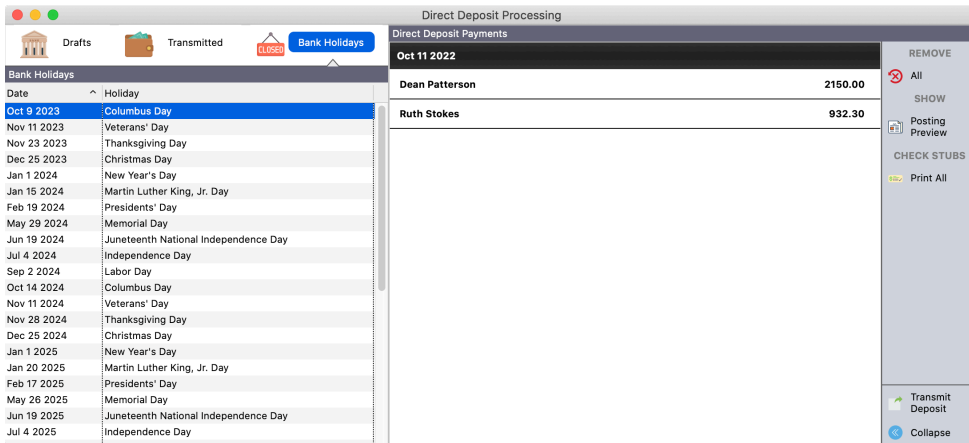 Direct Deposit Processing
Drafts
Transmitted
CLOSED
Bank Holidays
Bank Holidays
Date Holiday
Oct 9 2023 Columbus Day
Nov 11 2023 Veterans' Day
Nov 23 2023 Thanksgiving Day
Dec 25 2023 Christmas Day
Jan 1 2024 New Year's Day
Jan 15 2024 Martin Luther King, Jr. Day
Feb 19 2024 Presidents' Day
May 29 2024 Memorial Day
Jun 19 2024 Juneteenth National Independence Day
Jul 4 2024 Independence Day
Sep 2 2024 Labor Day
Oct 14 2024 Columbus Day
Nov 11 2024 Veterans' Day
Nov 28 2024 Thanksgiving Day
Dec 25 2024 Christmas Day
Jan 1 2025 New Year's Day
Jan 20 2025 Martin Luther King, Jr. Day
Feb 17 2025 Presidents' Day
May 26 2025 Memorial Day
Jun 19 2025 Juneteenth National Independence Day
Jul 4 2025 Independence Day
Direct Deposit Payments
Oct 11 2022
Dean Patterson 2150.00
Ruth Stokes 932.30
REMOVE
All
SHOW
Posting
Preview
CHECK STUBS
Print All
Transmit
Deposit
Collapse